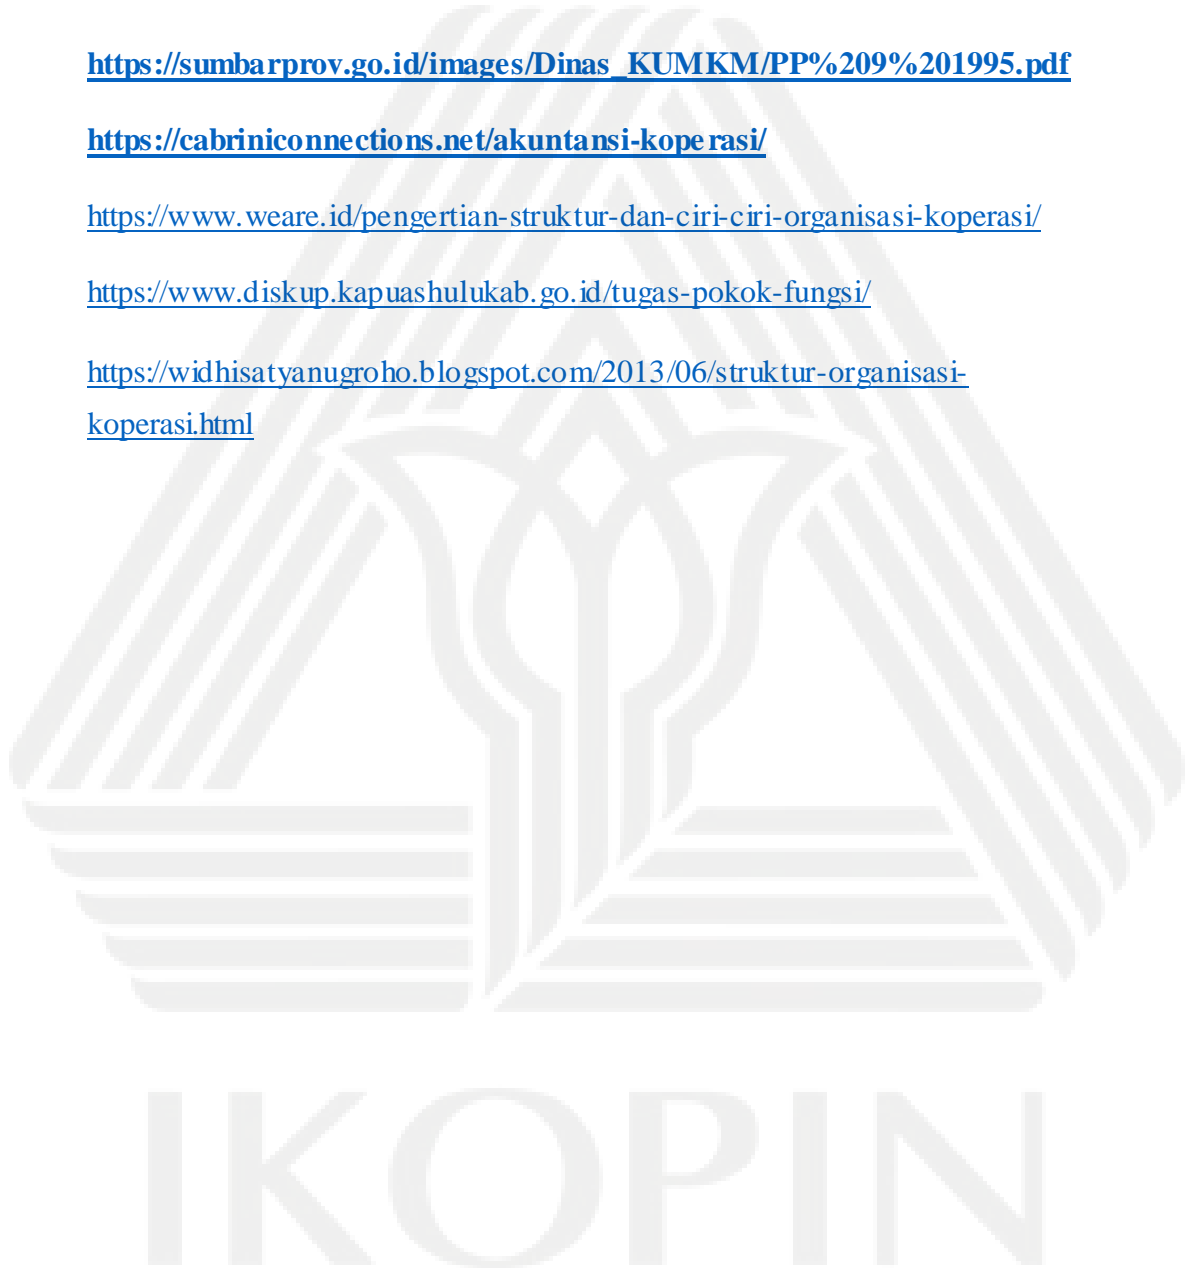 https://sumbarprov.go.id/images/Dinas_KUMKM/PP%209%201995.pdf
https://cabriniconnections.net/akuntansi-koperasi/
https://www.weare.id/pengertian-struktur-dan-ciri-ciri-organisasi-koperasi/
https://www.diskup.kapuashulukab.go.id/tugas-pokok-fungsi/
https://widhisatyanugroho.blogspot.com/2013/06/struktur-organisasi-
koperasi.html
IKOPIN